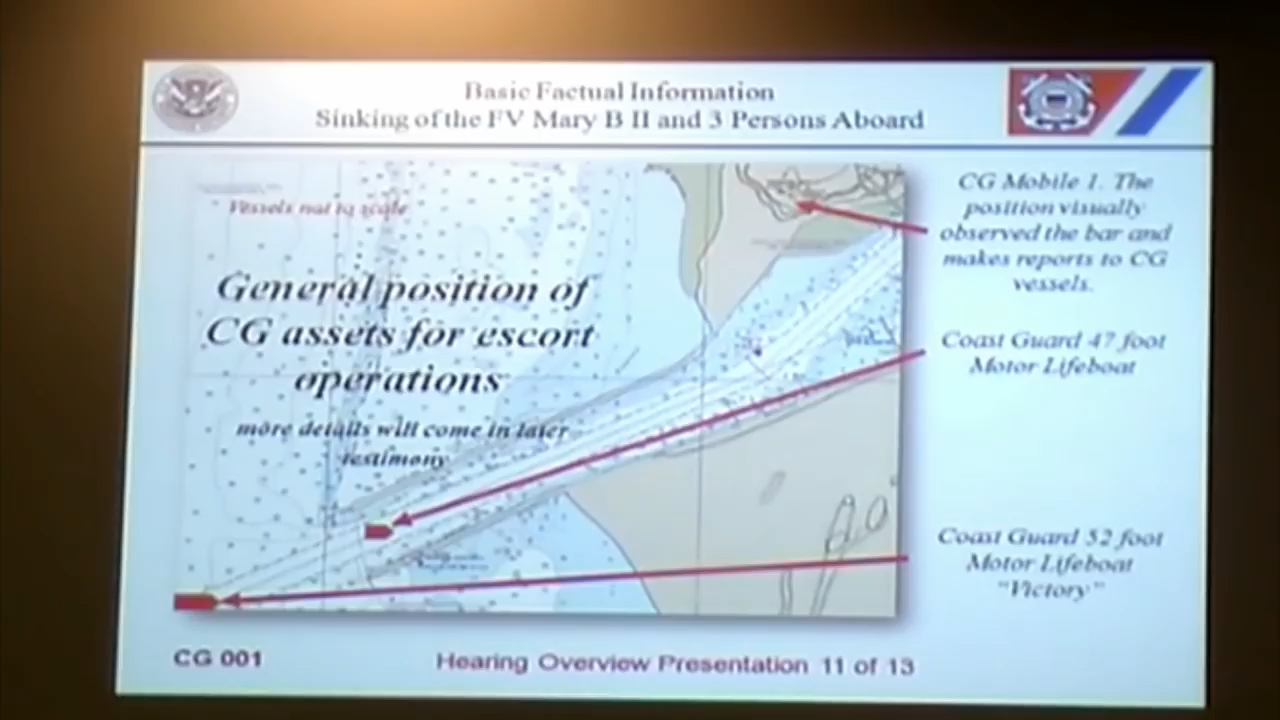 Basic Factual Information
Sinking of the FV Mary B II and 3 Persons Aboard
Vessels not to scale
General position of
CG assets for escort
operations
more details will come in later
testimony
CG Mobile 1. The
position visually
observed the bar and
makes reports to CG
vessels.
Coast Guard 47 foot
Motor Lifeboat
Coast Guard 52 foot
Motor Lifeboat
"Victory"
CG 001
Hearing Overview Presentation 11 of 13